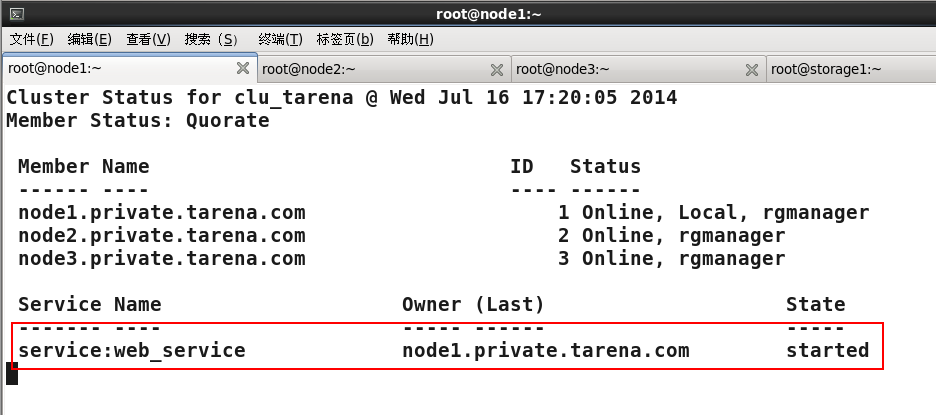 root@node1:~
文件(F) 编辑(E) 查看(V) 搜索 (S) 终端(T) 标签页(b) 帮助(H)
root@node1:~ root@node2:~ root@node3:~ root@storage1:~
Cluster Status for clu_tarena @ Wed Jul 16 17:20:05 2014
Member Status: Quorate
Member Name ID Status
------ ---- ---- ------
node1.private.tarena.com 1 Online, Local, rgmanager
node2.private.tarena.com 2 Online, rgmanager
node3.private.tarena.com 3 Online, rgmanager
Service Name Owner (Last) State
------- ---- ----- ------ -----
service:web_service node1.private.tarena.com started